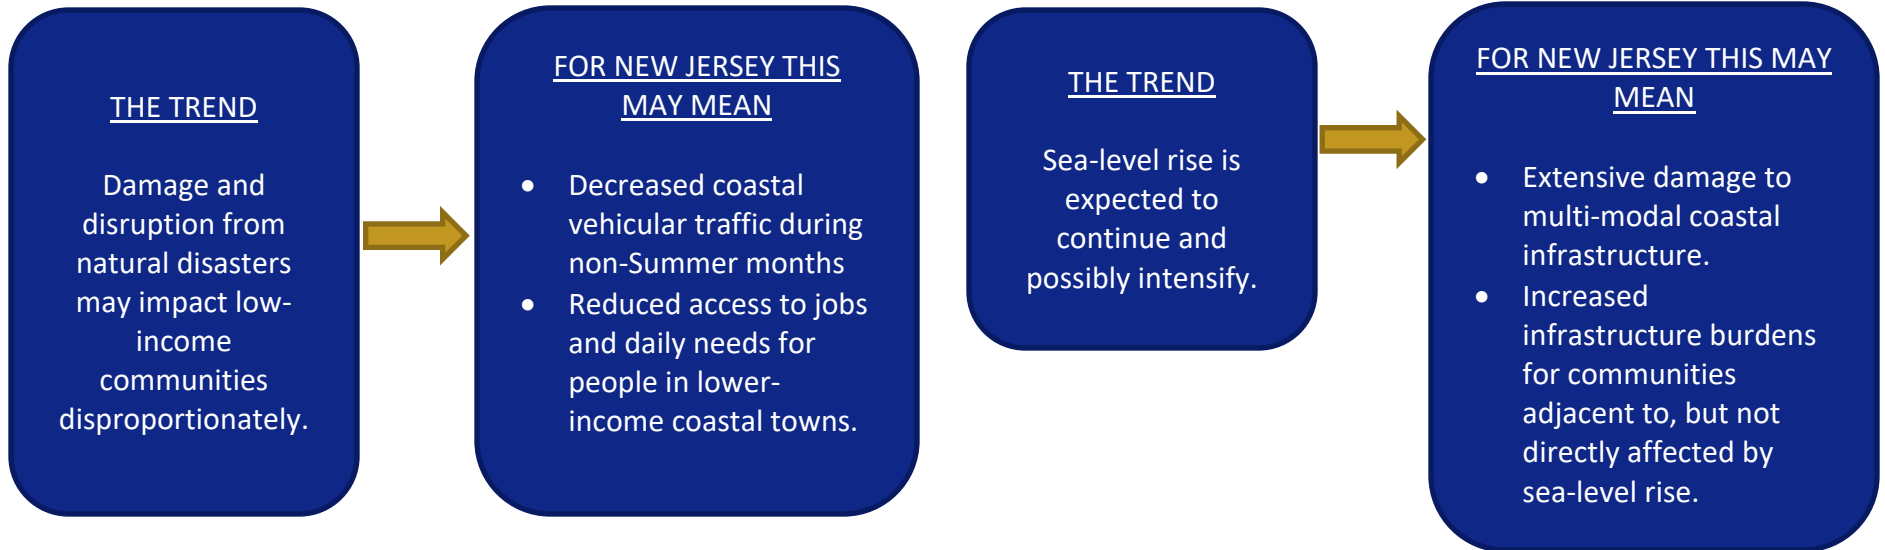 THE TREND
Damage and
disruption from
natural disasters
may impact low-
income
communities
disproportionately.
FOR NEW JERSEY THIS
MAY MEAN
• Decreased coastal
vehicular traffic during
non-Summer months
• Reduced access to jobs
and daily needs for
people in lower-
income coastal towns.
THE TREND
Sea-level rise is
expected to
continue and
possibly intensify.
FOR NEW JERSEY THIS MAY
MEAN
• Extensive damage to
multi-modal coastal
infrastructure.
• Increased
infrastructure burdens
for communities
adjacent to, but not
directly affected by
sea-level rise.